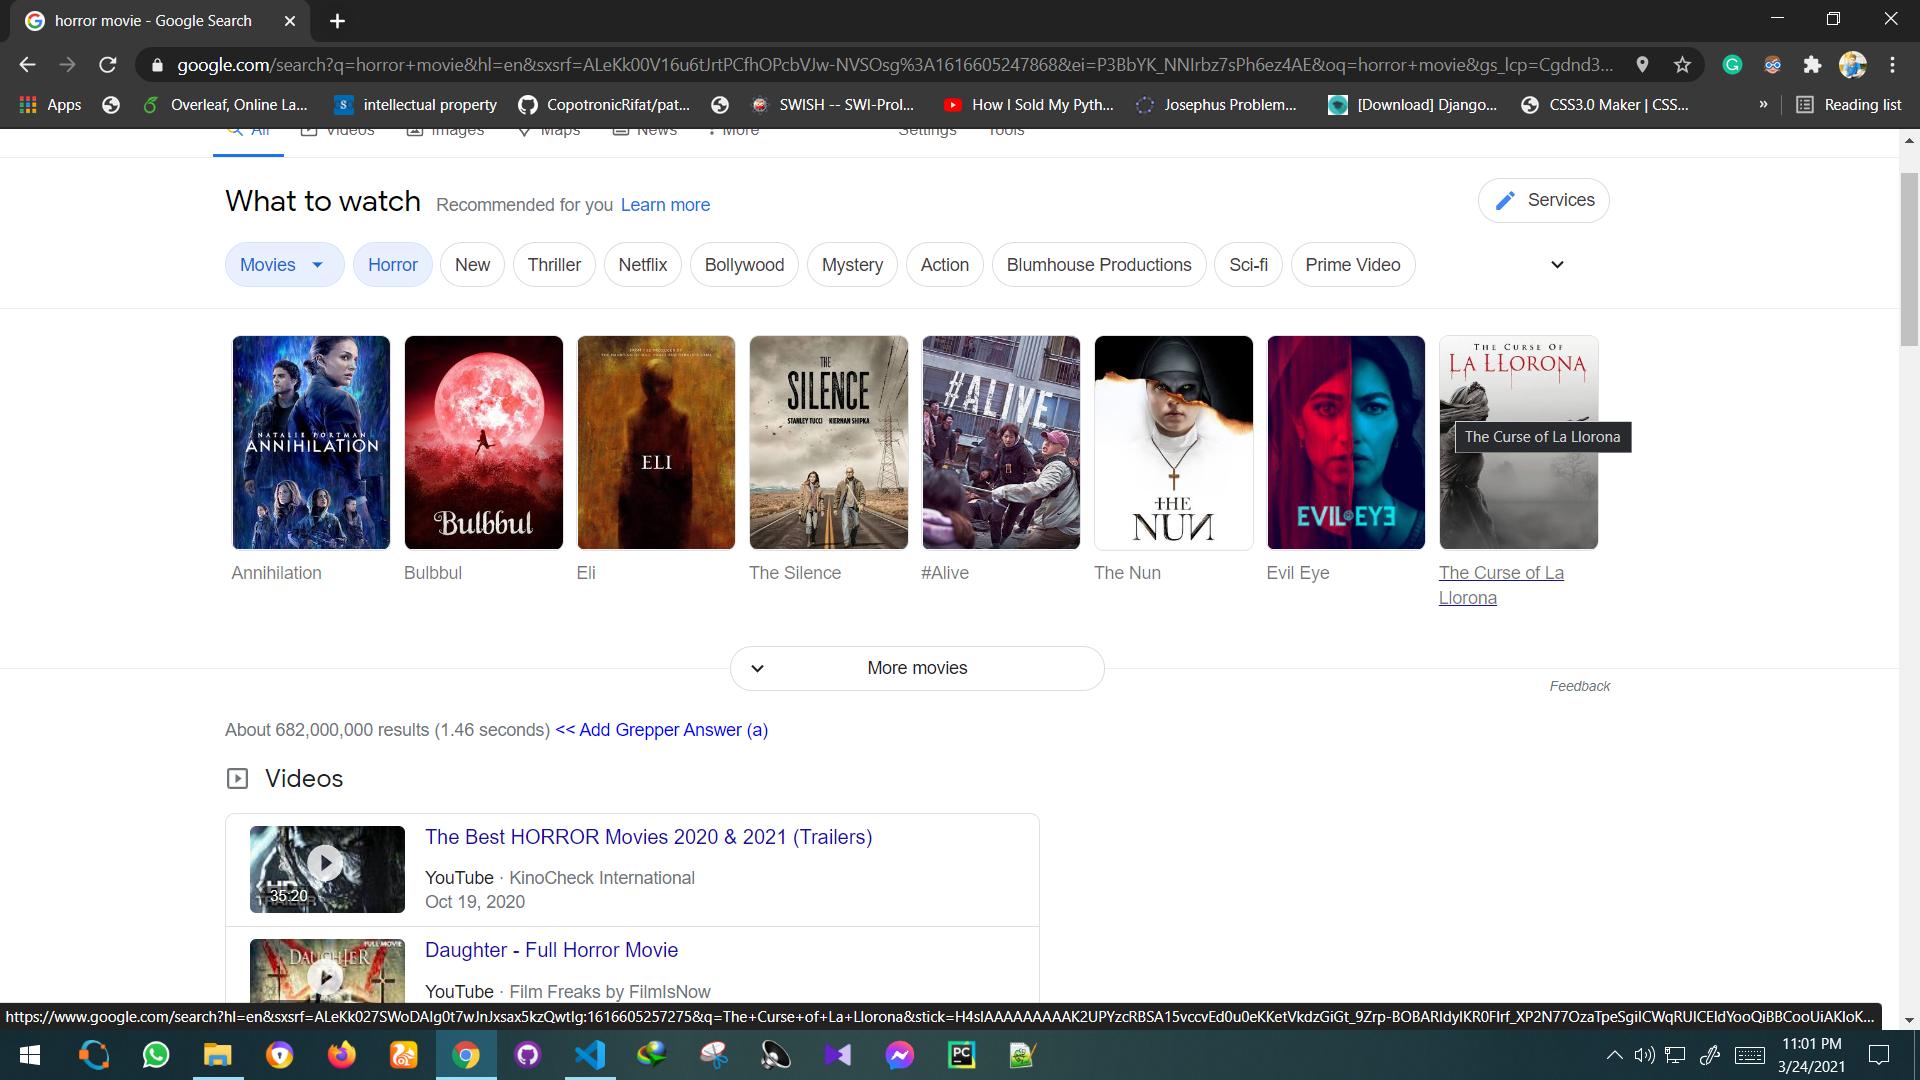 horror movie - Google Search
google.com/search?q=horror+movie&hl=en&sxsrf=ALeKk00V16u6tJrtPCfhOPcbVJw-NVSOsg%3A1616605247868&ei=P3BbYK_NNIrbz7sPh6ez4AE&oq=horror+movie&gs_lcp=Cgdnd3...
Apps Overleaf, Online La... intellectual property CopotronicRifat/pat... SWISH -- SWI-Prol... How I Sold My Pyth... Josephus Problem... [Download] Django... CSS3.0 Maker | CSS... » Reading list
All Videos Images Maps News More Settings Tools
What to watch Recommended for you Learn more Services
Movies Horror New Thriller Netflix Bollywood Mystery Action Blumhouse Productions Sci-fi Prime Video
NATALIE PORTMAN
ANNIHILATION
Bulbbul
ELI
THE
SILENCE
STANLEY TUCCI KIERNAN SHIPKA
#ALIVE
THE
NUN
EVIL EYE
THE CURSE OF
LA LLORONA
The Curse of La Llorona
Annihilation Bulbbul Eli The Silence #Alive The Nun Evil Eye The Curse of La
Llorona
More movies
Feedback
About 682,000,000 results (1.46 seconds) << Add Grepper Answer (a)
Videos
HD
TRAILER
35:20
The Best HORROR Movies 2020 & 2021 (Trailers)
YouTube · KinoCheck International
Oct 19, 2020
FULL MOVIE
DAUGHTER
Daughter - Full Horror Movie
YouTube · Film Freaks by FilmIsNow
https://www.google.com/search?hl=en&sxsrf=ALeKk027SWoDAlg0t7wJnJxsax5kzQwtIg:1616605257275&q=The+Curse+of+La+Llorona&stick=H4sIAAAAAAAAAK2UPYzcRBSA15vccvEd0u0eKKetVkdzGiGt_9Zrp-BOBARIdyIKR0FIrf_XP2N77OzaTpeSgiICWqRUICEIdYooQiBBCooUiAKIoK...
11:01 PM
3/24/2021